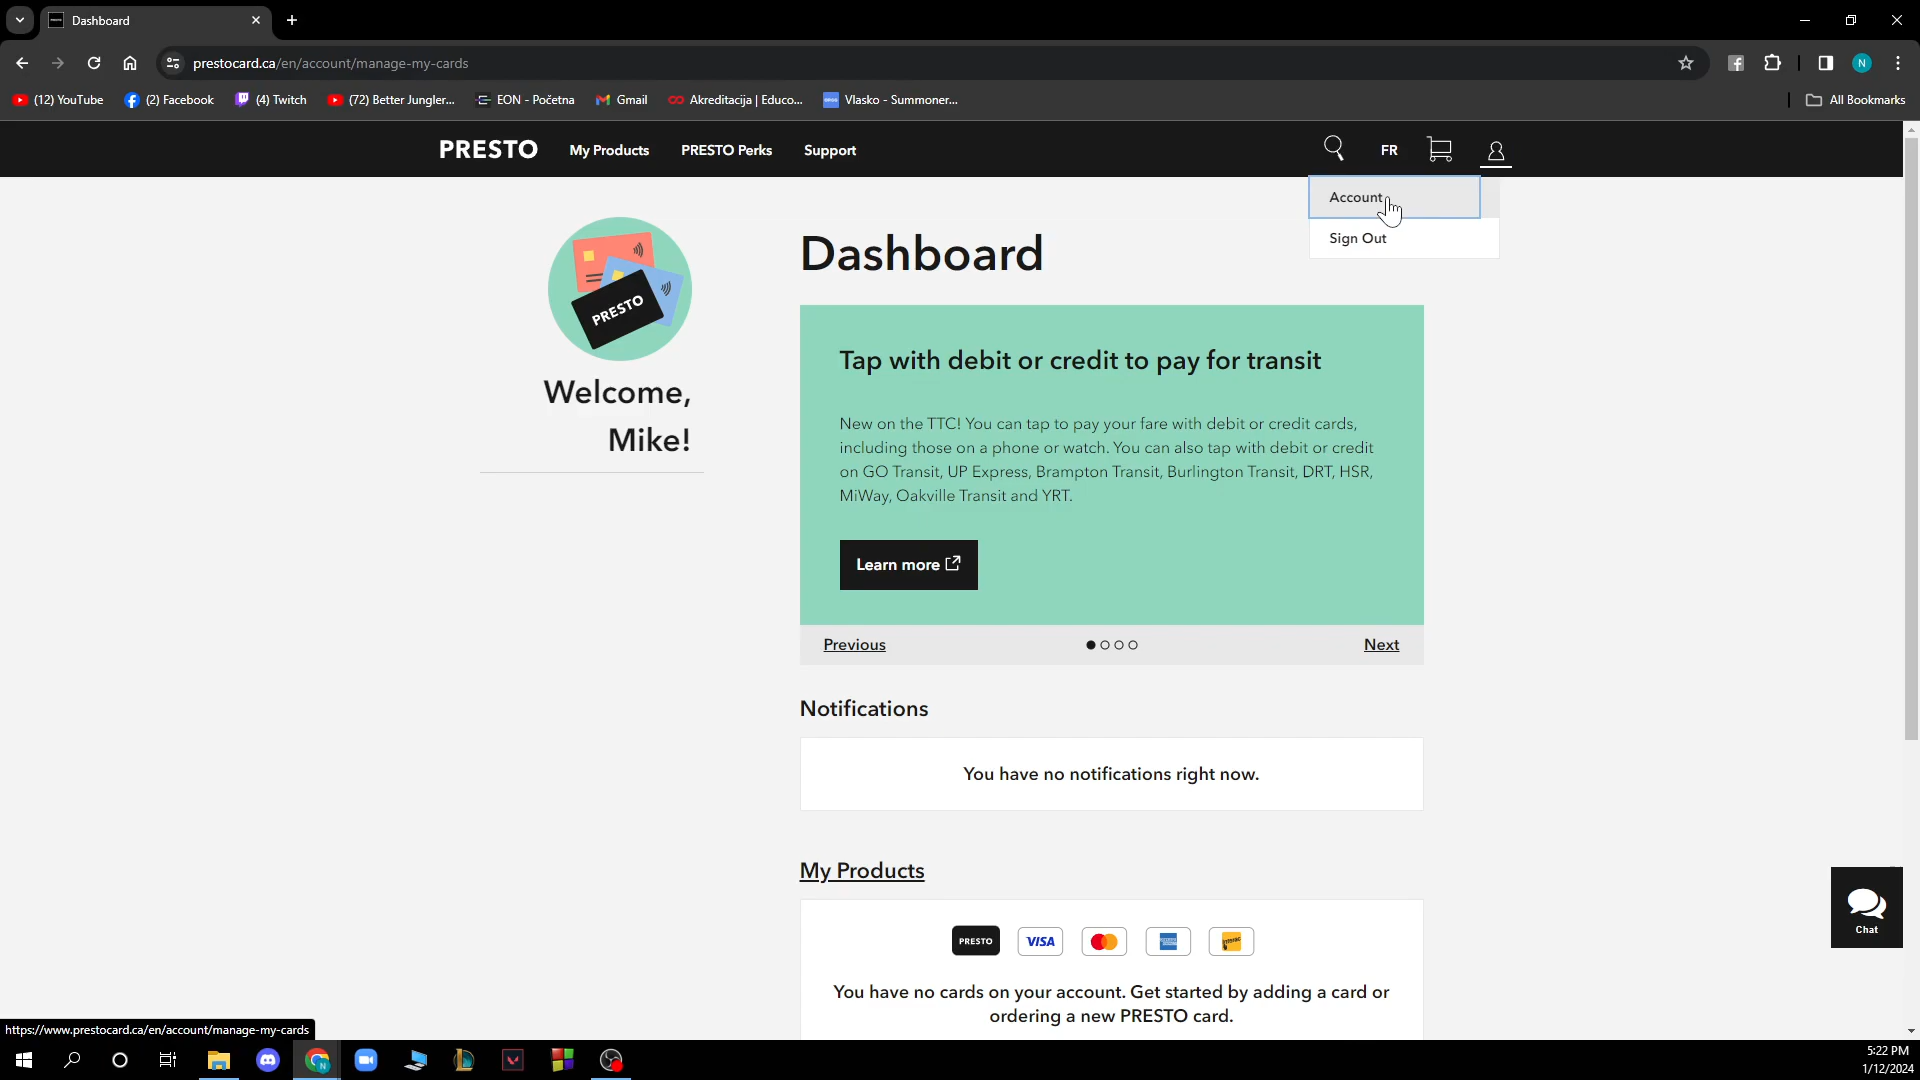 Dashboard
prestocard.ca/en/account/manage-my-cards
N
(12) YouTube
(2) Facebook
(4) Twitch
(72) Better Jungler...
EON - Početna
Gmail
Akreditacija | Educo...
Vlasko - Summoner...
All Bookmarks
PRESTO
My Products
PRESTO Perks
Support
FR
Account
Sign Out
PRESTO
Welcome,
Mike!
Dashboard
Tap with debit or credit to pay for transit
New on the TTC! You can tap to pay your fare with debit or credit cards,
including those on a phone or watch. You can also tap with debit or credit
on GO Transit, UP Express, Brampton Transit, Burlington Transit, DRT, HSR,
MiWay, Oakville Transit and YRT.
Learn more
Previous
Next
Notifications
You have no notifications right now.
My Products
PRESTO
VISA
You have no cards on your account. Get started by adding a card or
ordering a new PRESTO card.
Chat
https://www.prestocard.ca/en/account/manage-my-cards
5:22 PM
1/12/2024